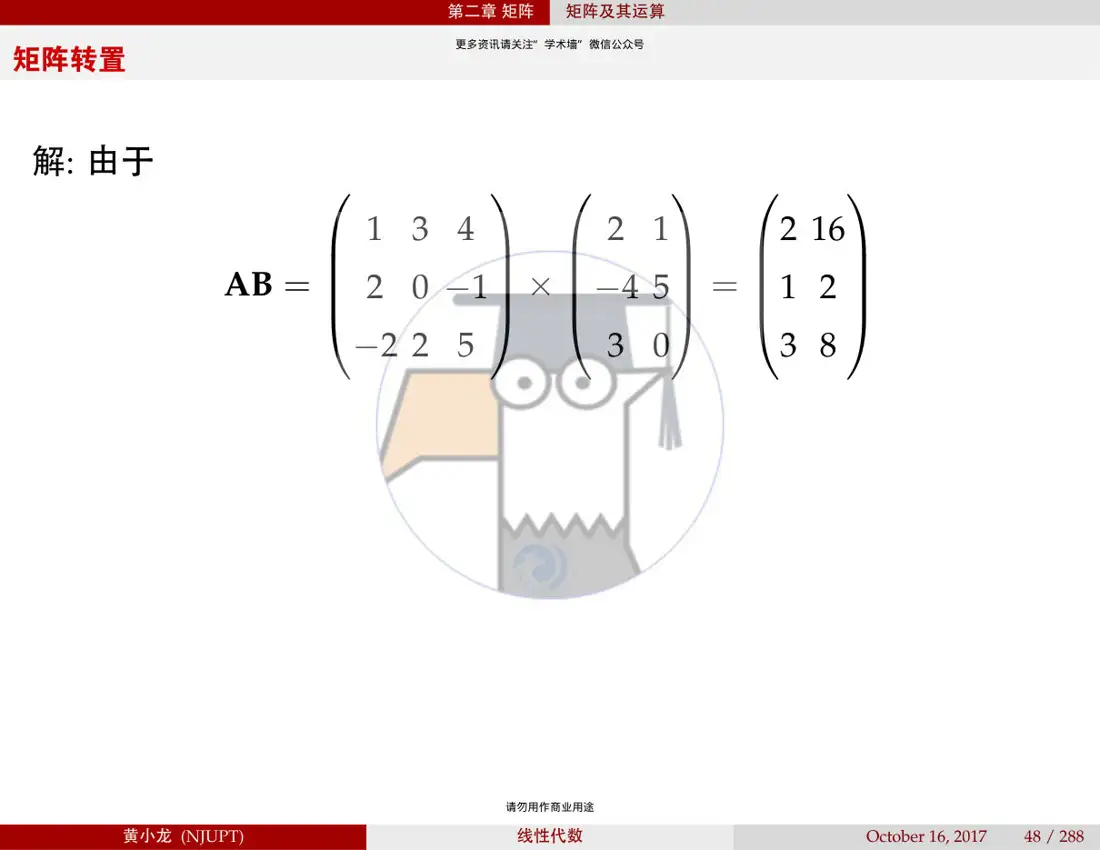 第二章 矩阵 矩阵及其运算
更多资讯请关注“学术墙”微信公众号
矩阵转置
解: 由于
1 3 4 2 1 2 16
AB = 2 0 −1 × −4 5 = 1 2
−2 2 5 3 0 3 8
请勿用作商业用途
黄小龙 (NJUPT) 线性代数 October 16, 2017 48 / 288